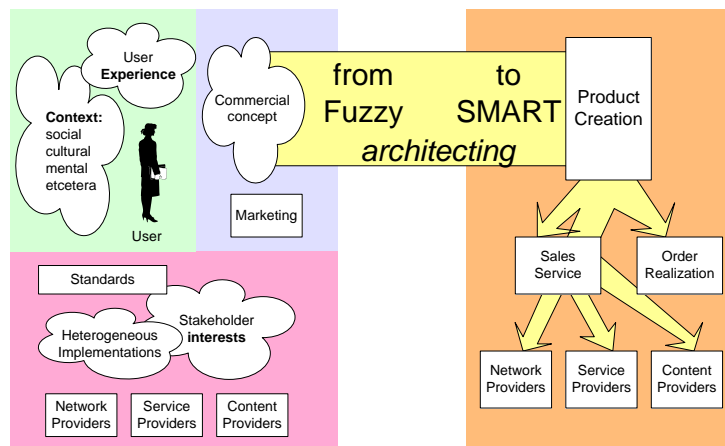 User
Experience
Context:
social
cultural
mental
etcetera
User
Commercial
concept
Marketing
from to
Fuzzy SMART
architecting
Product
Creation
Sales
Service
Order
Realization
Standards
Stakeholder
interests
Heterogeneous
Implementations
Network
Providers
Service
Providers
Content
Providers
Network
Providers
Service
Providers
Content
Providers